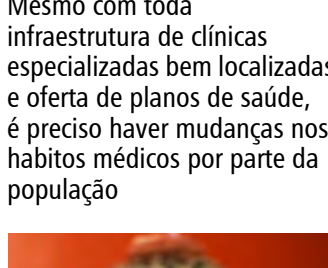 Mesmo com toda
infraestrutura de clínicas
especializadas bem localizadas
e oferta de planos de saúde,
é preciso haver mudanças nos
habitos médicos por parte da
população